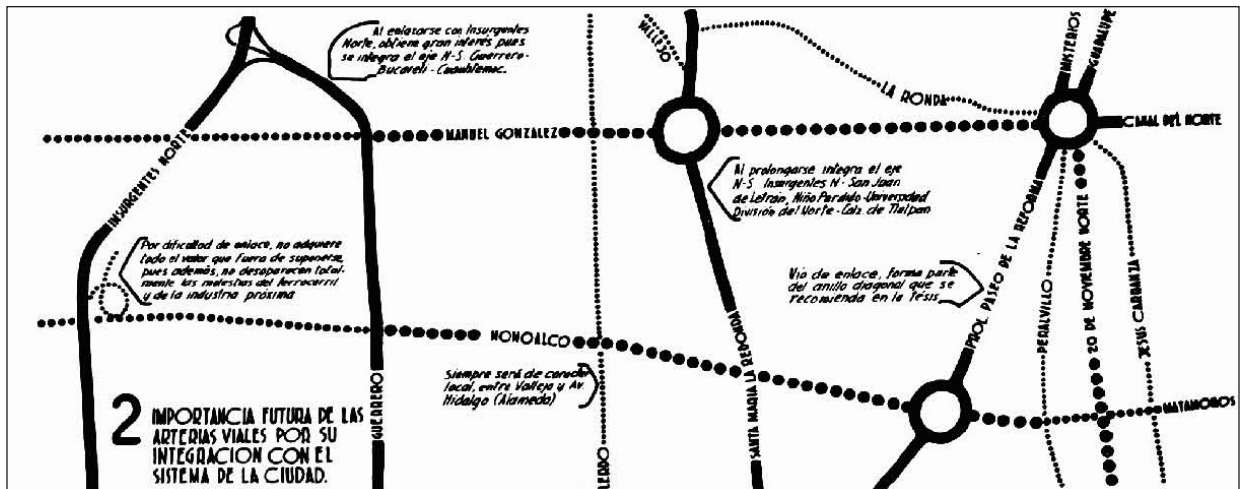 Al enlazarse con Insurgentes
Norte, obtiene gran interés pues
se integra el eje N-S. Guerrero-
Bucareli - Cuauhtemoc.
VALLEJO
LA RONDA
MISTERIOS
GUADALUPE
INSURGENTES NORTE
MANUEL GONZALEZ
CANAL DEL NORTE
Al prolongarse integra el eje
N-S Insurgentes N- San Juan
de Letrán, Niño Perdido-Universidad
División del Norte - Calz. de Tlalpan
Por dificultad de enlace, no adquiere
todo el valor que fuera de suponerse,
pues además, no desaparecen total-
mente las molestias del ferrocarril
y de la industria próxima
Via de enlace, forma parte
del anillo diagonal que se
recomienda en la Tésis.
PROL. PASEO DE LA REFORMA
PERALVILLO
20 DE NOVIEMBRE NORTE
JESUS CARRANZA
NONOALCO
Siempre será de caracter
local, entre Vallejo y Av.
Hidalgo (Alameda)
SANTA MARIA LA REDONDA
MATAMOROS
GUERRERO
LERDO
2 IMPORTANCIA FUTURA DE LAS
ARTERIAS VIALES POR SU
INTEGRACION CON EL
SISTEMA DE LA CIUDAD.